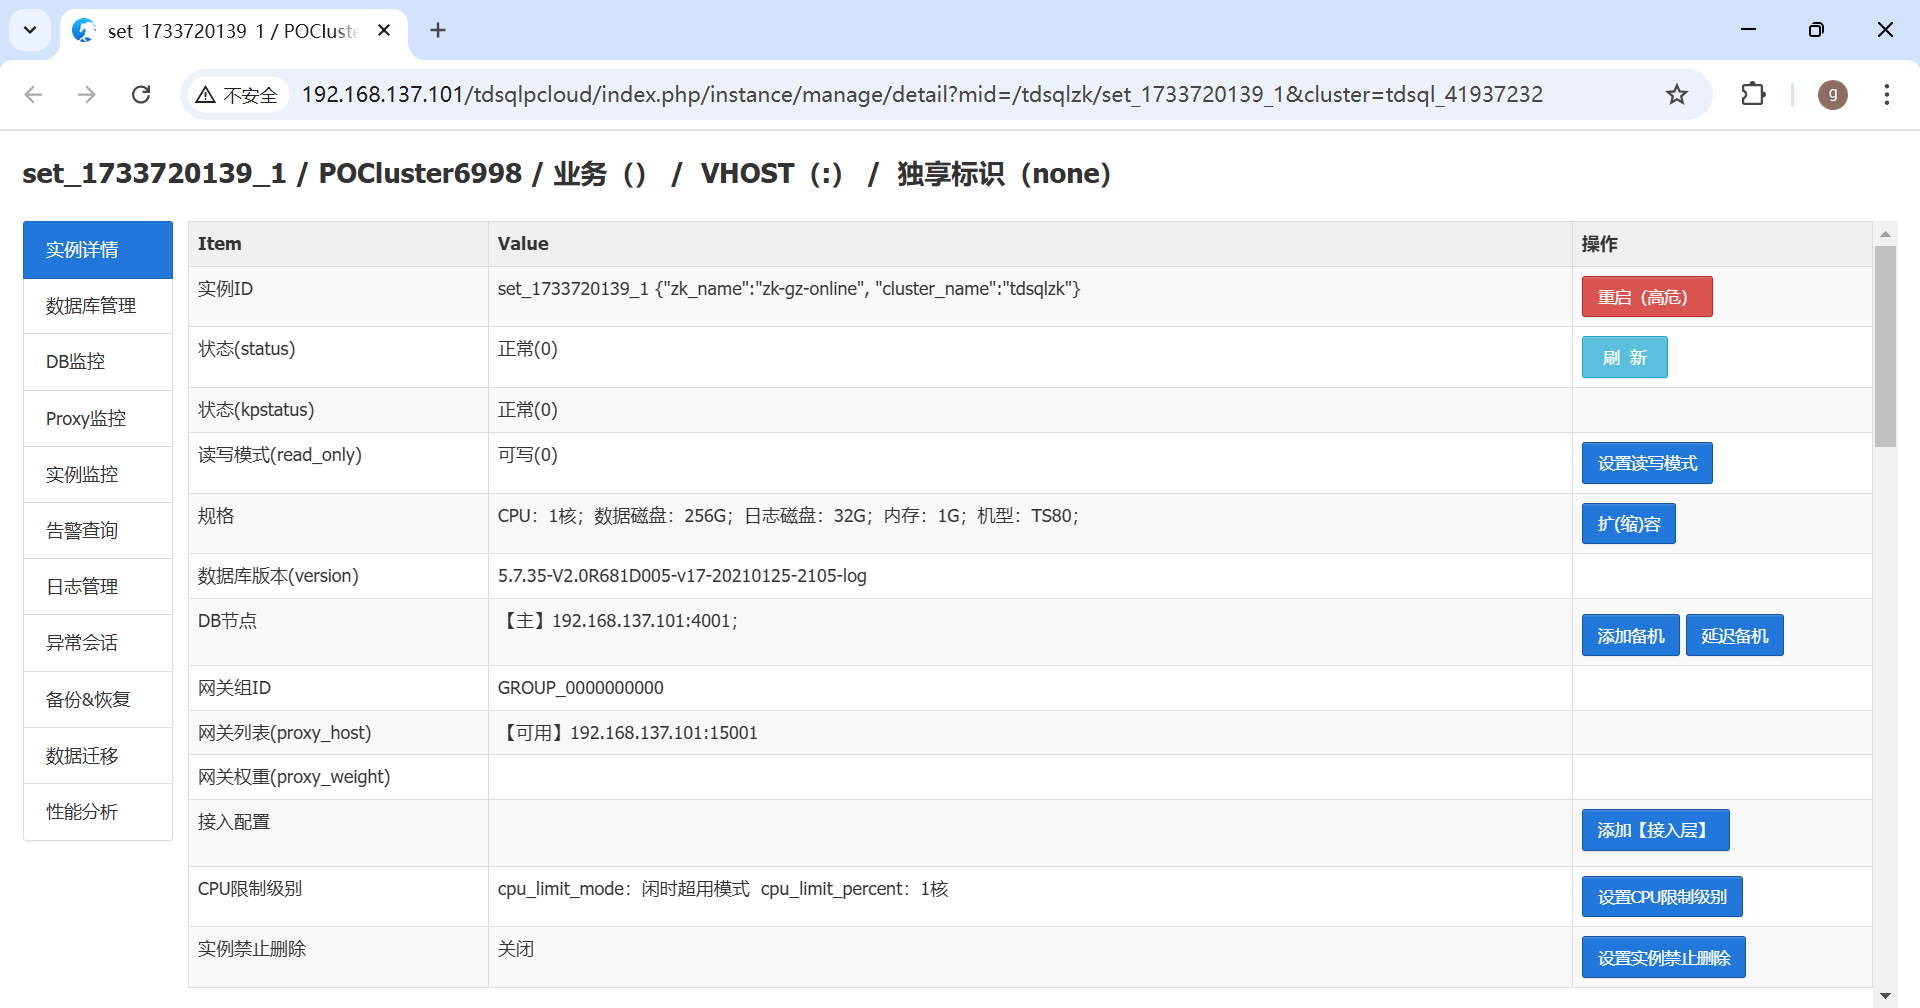 set_1733720139_1 / POCluste
不安全
192.168.137.101/tdsqlpcloud/index.php/instance/manage/detail?mid=/tdsqlzk/set_1733720139_1&cluster=tdsql_41937232
g
set_1733720139_1 / POCluster6998 / 业务（） / VHOST（:） / 独享标识（none）
实例详情
数据库管理
DB监控
Proxy监控
实例监控
告警查询
日志管理
异常会话
备份&恢复
数据迁移
性能分析
Item Value 操作
实例ID set_1733720139_1 {"zk_name":"zk-gz-online", "cluster_name":"tdsqlzk"} 重启（高危）
状态(status) 正常(0) 刷 新
状态(kpstatus) 正常(0)
读写模式(read_only) 可写(0) 设置读写模式
规格 CPU：1核；数据磁盘：256G；日志磁盘：32G；内存：1G；机型：TS80； 扩(缩)容
数据库版本(version) 5.7.35-V2.0R681D005-v17-20210125-2105-log
DB节点 【主】192.168.137.101:4001； 添加备机 延迟备机
网关组ID GROUP_0000000000
网关列表(proxy_host) 【可用】192.168.137.101:15001
网关权重(proxy_weight)
接入配置 添加【接入层】
CPU限制级别 cpu_limit_mode：闲时超用模式 cpu_limit_percent：1核 设置CPU限制级别
实例禁止删除 关闭 设置实例禁止删除